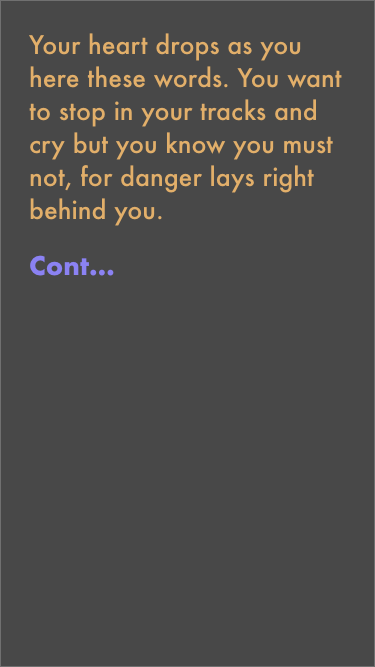 Your heart drops as you
here these words. You want
to stop in your tracks and
cry but you know you must
not, for danger lays right
behind you.
Cont...